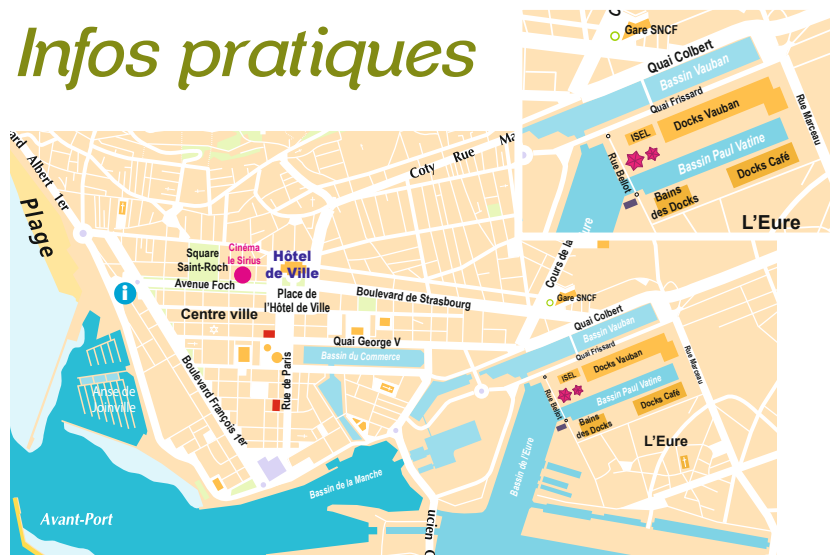 Infos pratiques
C
Gare SNCF
Quai Colbert
Bassin Vauban
Quai Frissard
Rue Marceau
Docks Vauban
ISEL
Rue Bellot
Bassin Paul Vatine
Docks Café
Bains
des Docks
L'Eure
ure
ard Albert 1er
Coty Rue Ma
Plage
Square
Saint-Roch
Cinéma
le Sirius
Hôtel
de Ville
Cours de la
i
Avenue Foch
Place de
l'Hôtel de Ville
Boulevard de Strasbourg
Gare SNCF
Centre ville
Quai Colbert
Bassin Vauban
Quai George V
Quai Frissard
Bassin du Commerce
Docks Vauban
Rue Marceau
Boulevard François 1er
Rue de Paris
ISEL
Bassin Paul Vatine
Rue Bellot
Docks Café
Anse de
Joinville
Bains
des Docks
L'Eure
Bassin de l'Eure
Bassin de la Manche
Avant-Port
ucien C